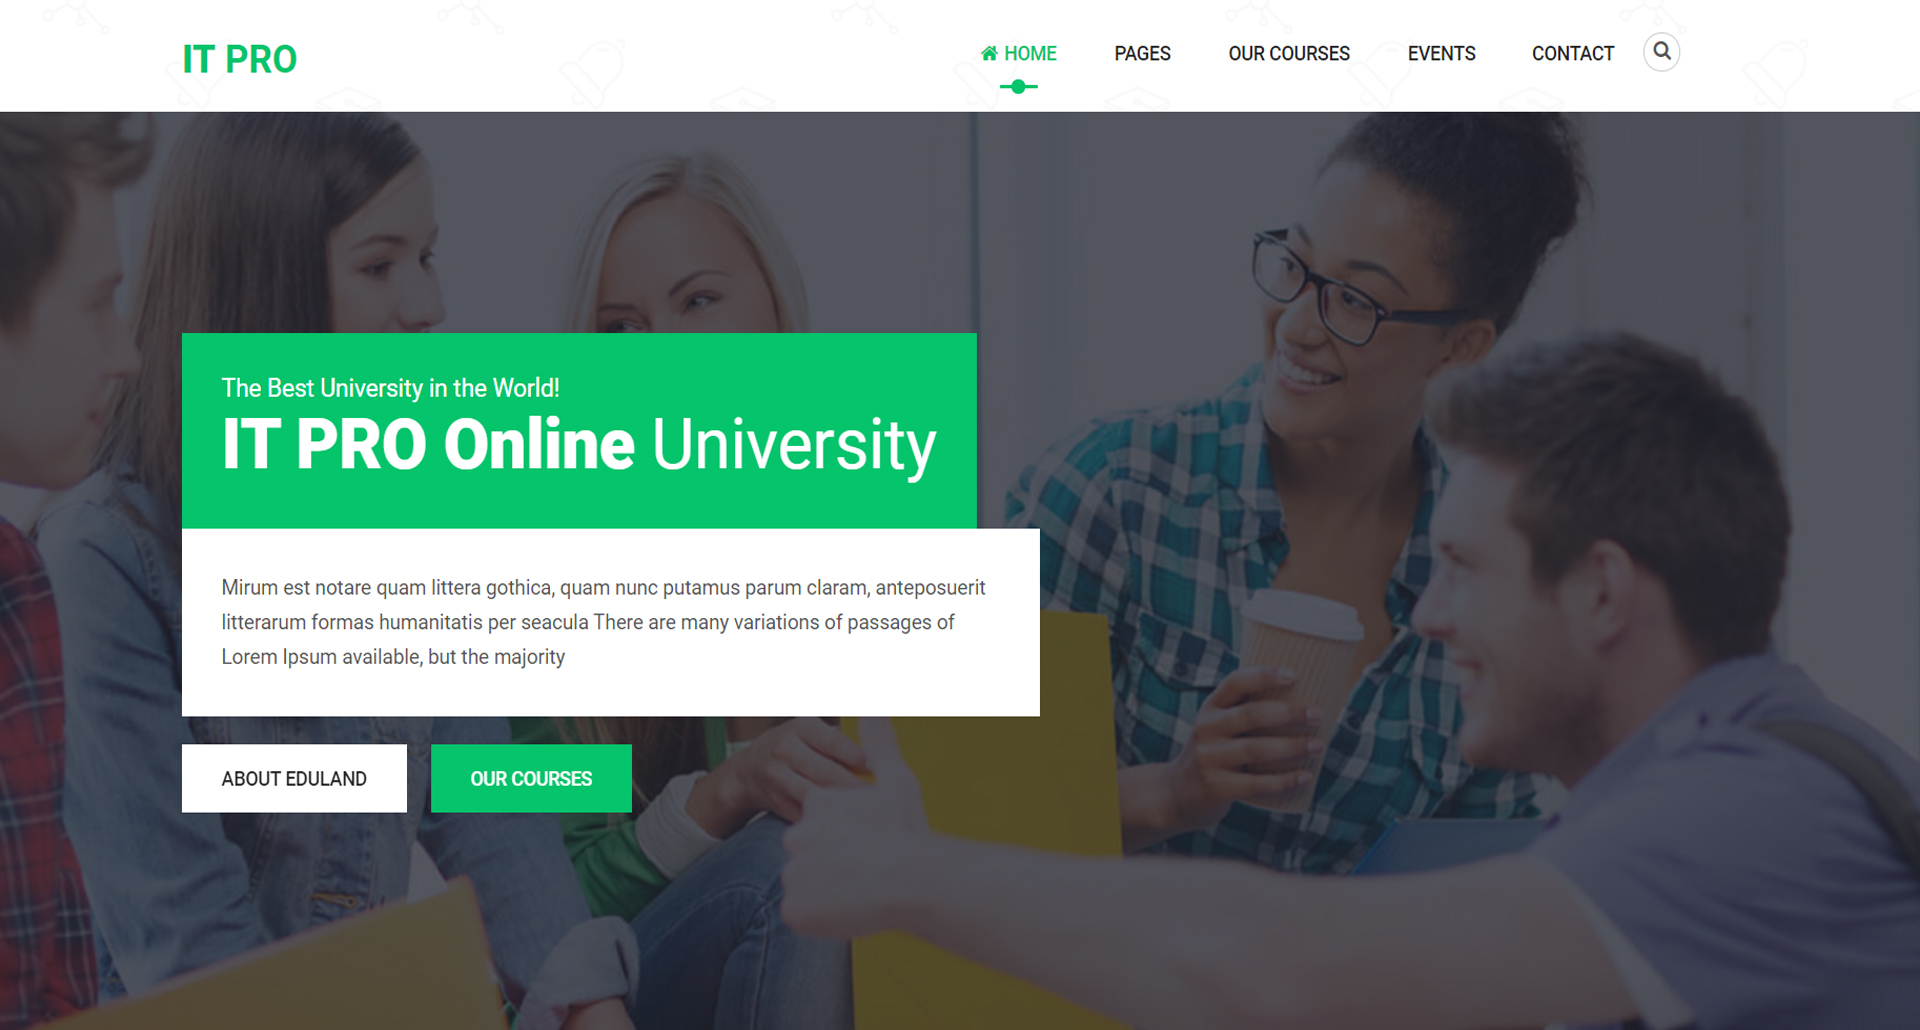 IT PRO
HOME
PAGES
OUR COURSES
EVENTS
CONTACT
The Best University in the World!
IT PRO Online University
Mirum est notare quam littera gothica, quam nunc putamus parum claram, anteposuerit
litterarum formas humanitatis per seacula There are many variations of passages of
Lorem Ipsum available, but the majority
ABOUT EDULAND
OUR COURSES